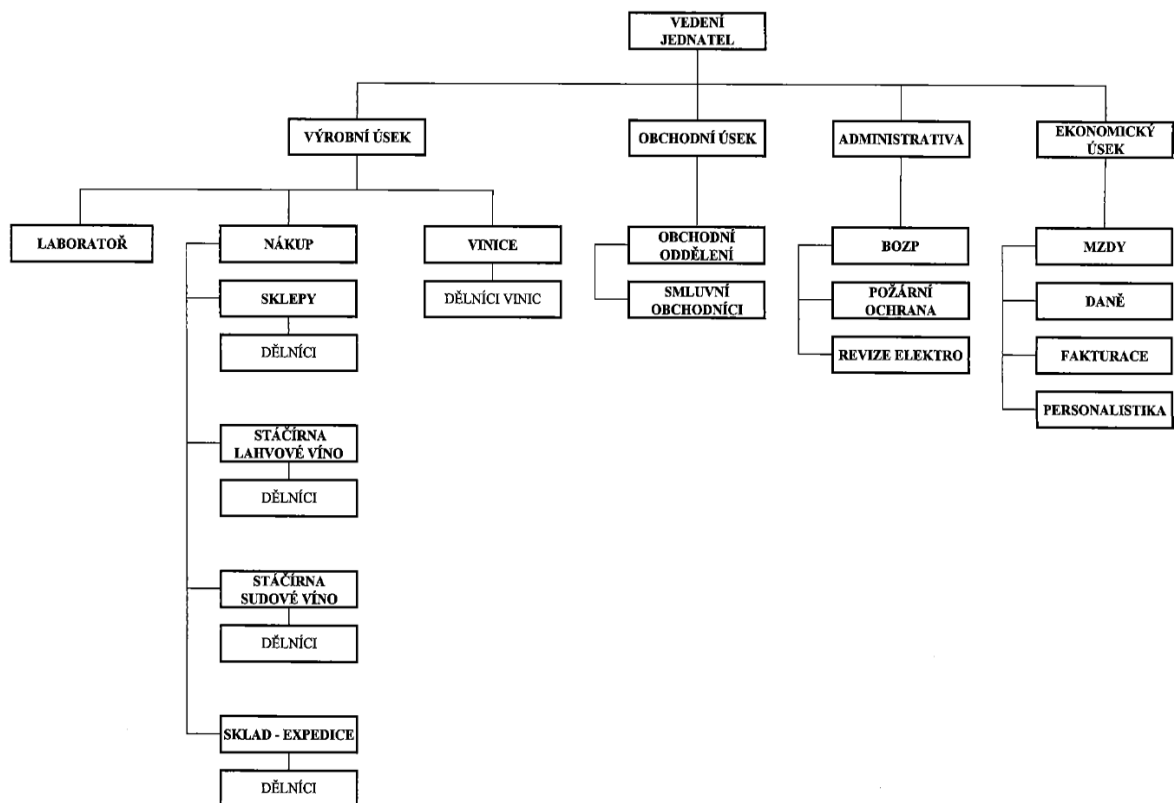 VEDENÍ
JEDNATEL
VÝROBNÍ ÚSEK
OBCHODNÍ ÚSEK
ADMINISTRATIVA
EKONOMICKÝ
ÚSEK
LABORATOŘ
NÁKUP
VINICE
OBCHODNÍ
ODDĚLENÍ
BOZP
MZDY
SKLEPY
DĚLNÍCI VINIC
SMLUVNÍ
OBCHODNÍCI
POŽÁRNÍ
OCHRANA
DANĚ
DĚLNÍCI
REVIZE ELEKTRO
FAKTURACE
PERSONALISTIKA
STÁČÍRNA
LAHVOVÉ VÍNO
DĚLNÍCI
STÁČÍRNA
SUDOVÉ VÍNO
DĚLNÍCI
SKLAD - EXPEDICE
DĚLNÍCI